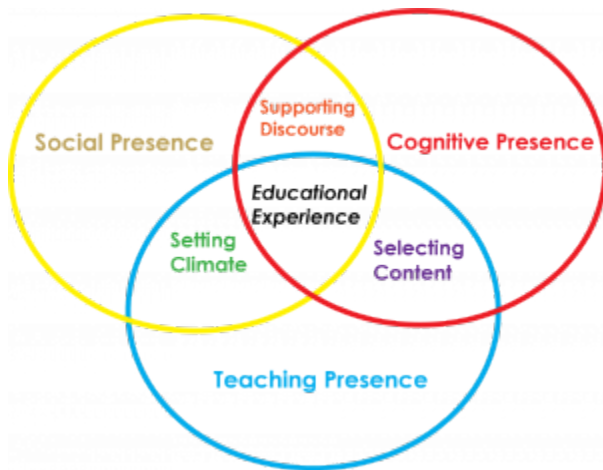 Supporting
Discourse
Social Presence
Cognitive Presence
Educational
Experience
Setting
Climate
Selecting
Content
Teaching Presence